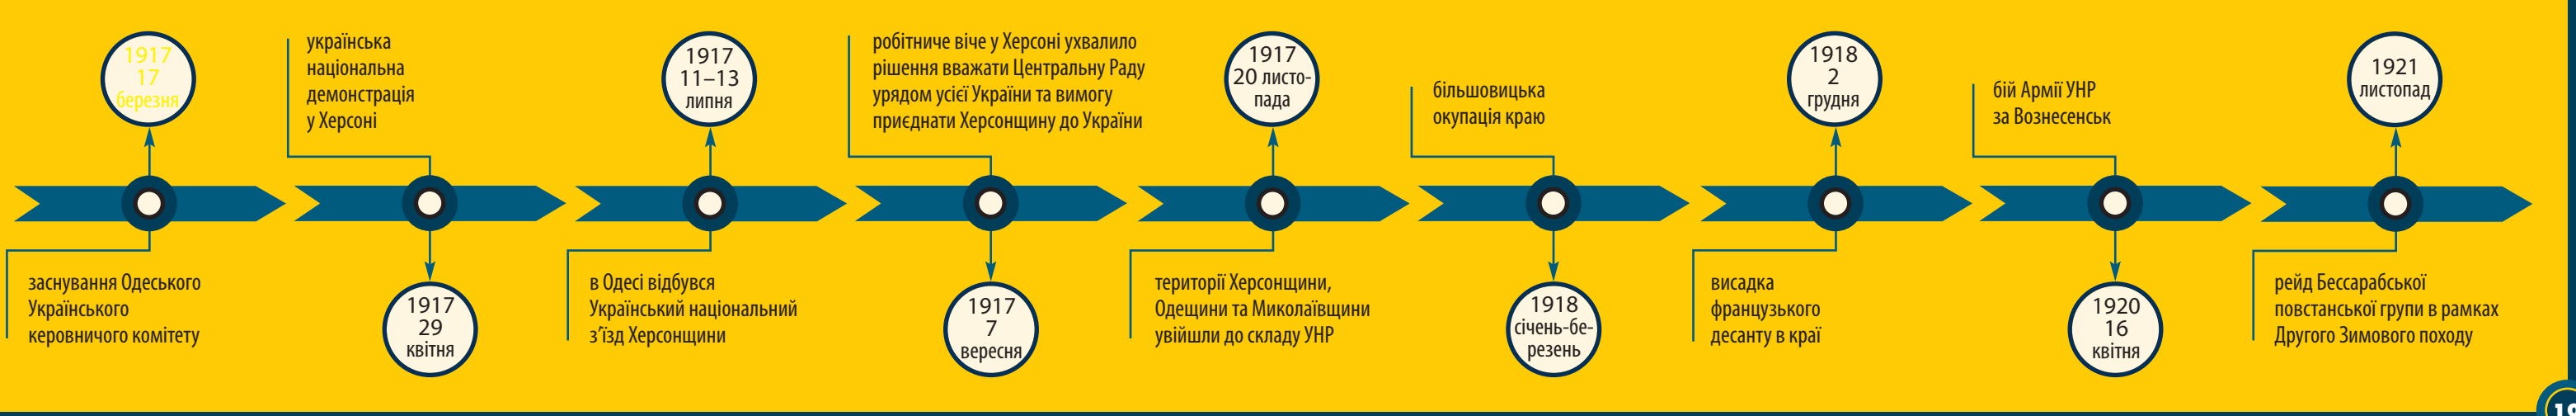 1917
17
березня
заснування Одеського
Українського
керовничого комітету
українська
національна
демонстрація
у Херсоні
1917
29
квітня
1917
11–13
липня
в Одесі відбувся
Український національний
з’їзд Херсонщини
робітниче віче у Херсоні ухвалило
рішення вважати Центральну Раду
урядом усієї України та вимогу
приєднати Херсонщину до України
1917
7
вересня
1917
20 листо-
пада
території Херсонщини,
Одещини та Миколаївщини
увійшли до складу УНР
більшовицька
окупація краю
1918
січень-бе-
резень
1918
2
грудня
висадка
французького
десанту в краї
бій Армії УНР
за Вознесенськ
1920
16
квітня
1921
листопад
рейд Бессарабської
повстанської групи в рамках
Другого Зимового походу